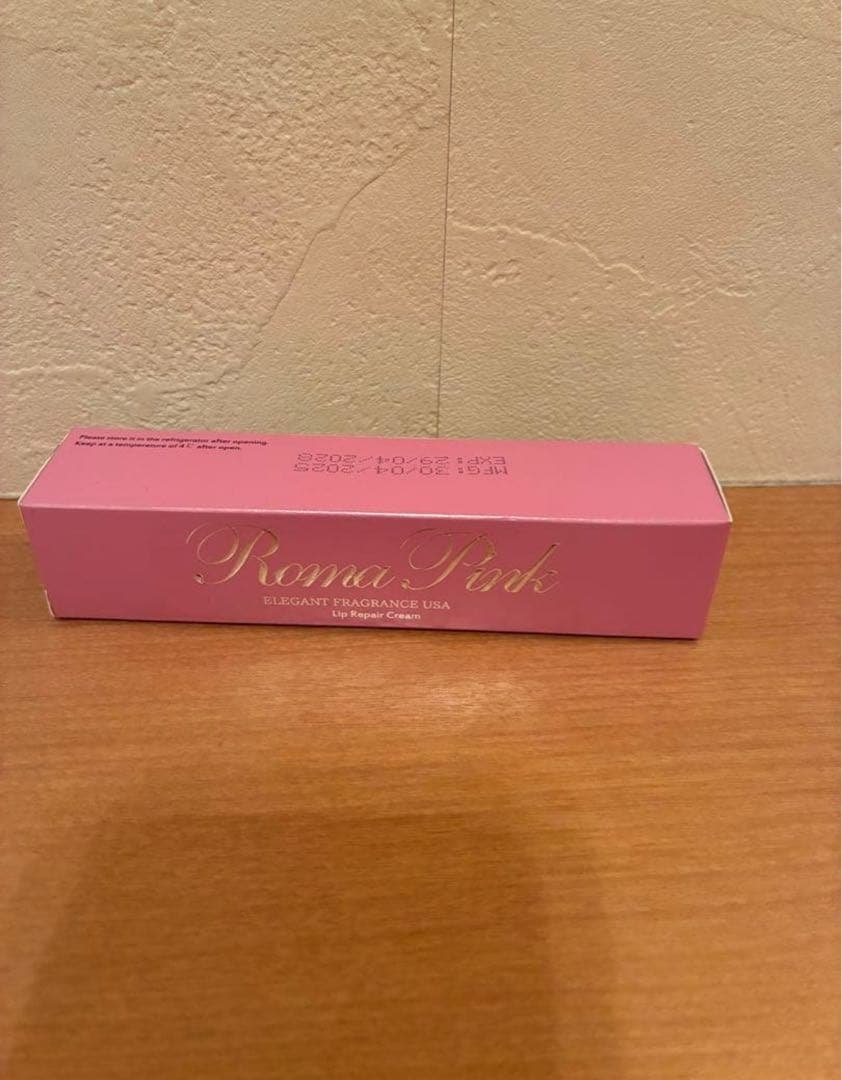 Please store it in the refrigerator after opening.
Keep at a temperature of 4℃ after open.
MFG:30/04/2025
EXP:29/04/2028
Roma Pink
ELEGANT FRAGRANCE USA
Lip Repair Cream